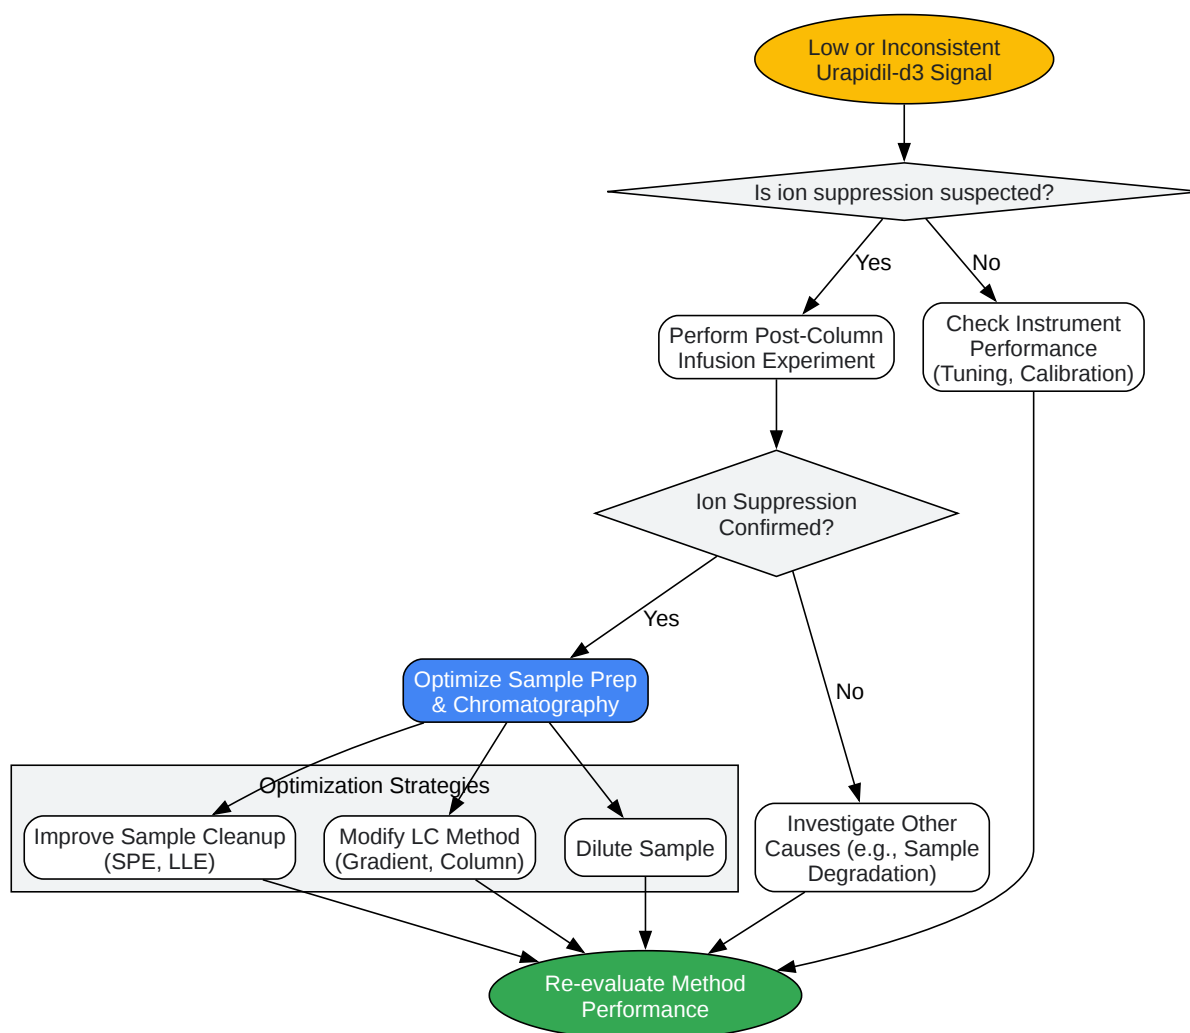 Low or Inconsistent
Urapidil-d3 Signal
Is ion suppression suspected?
Yes
No
Perform Post-Column
Infusion Experiment
Check Instrument
Performance
(Tuning, Calibration)
Ion Suppression
Confirmed?
Yes
No
Optimize Sample Prep
& Chromatography
Optimization Strategies
Improve Sample Cleanup
(SPE, LLE)
Modify LC Method
(Gradient, Column)
Dilute Sample
Investigate Other
Causes (e.g., Sample
Degradation)
Re-evaluate Method
Performance